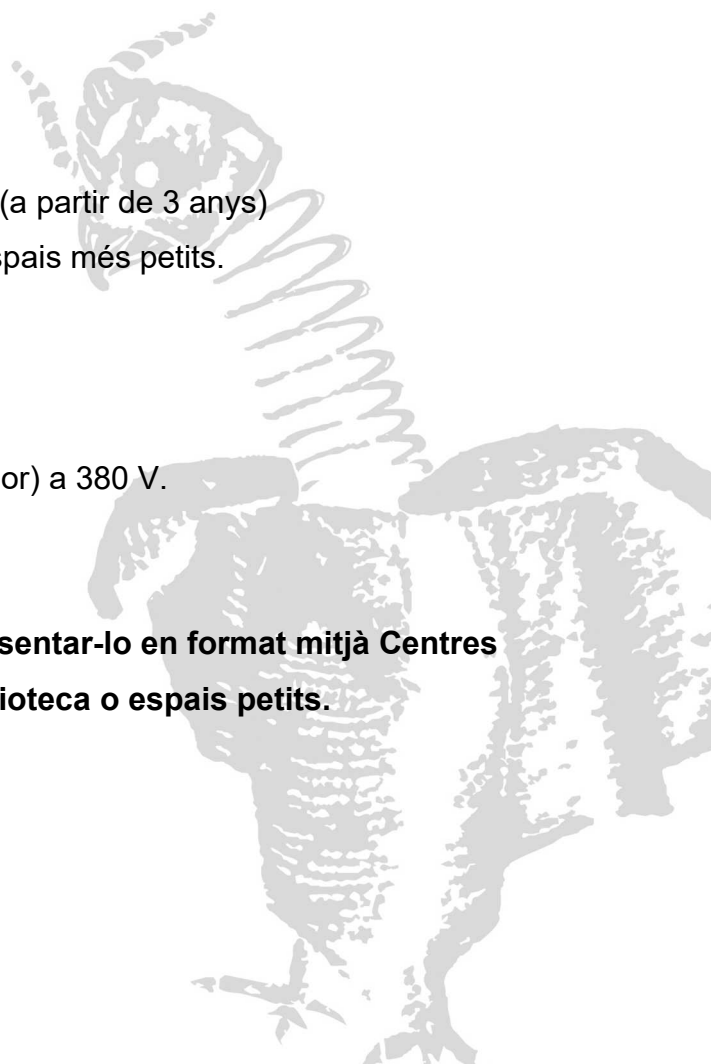 (a partir de 3 anys)
spais més petits.
or) a 380 V.
sentar-lo en format mitjà Centres
ioteca o espais petits.